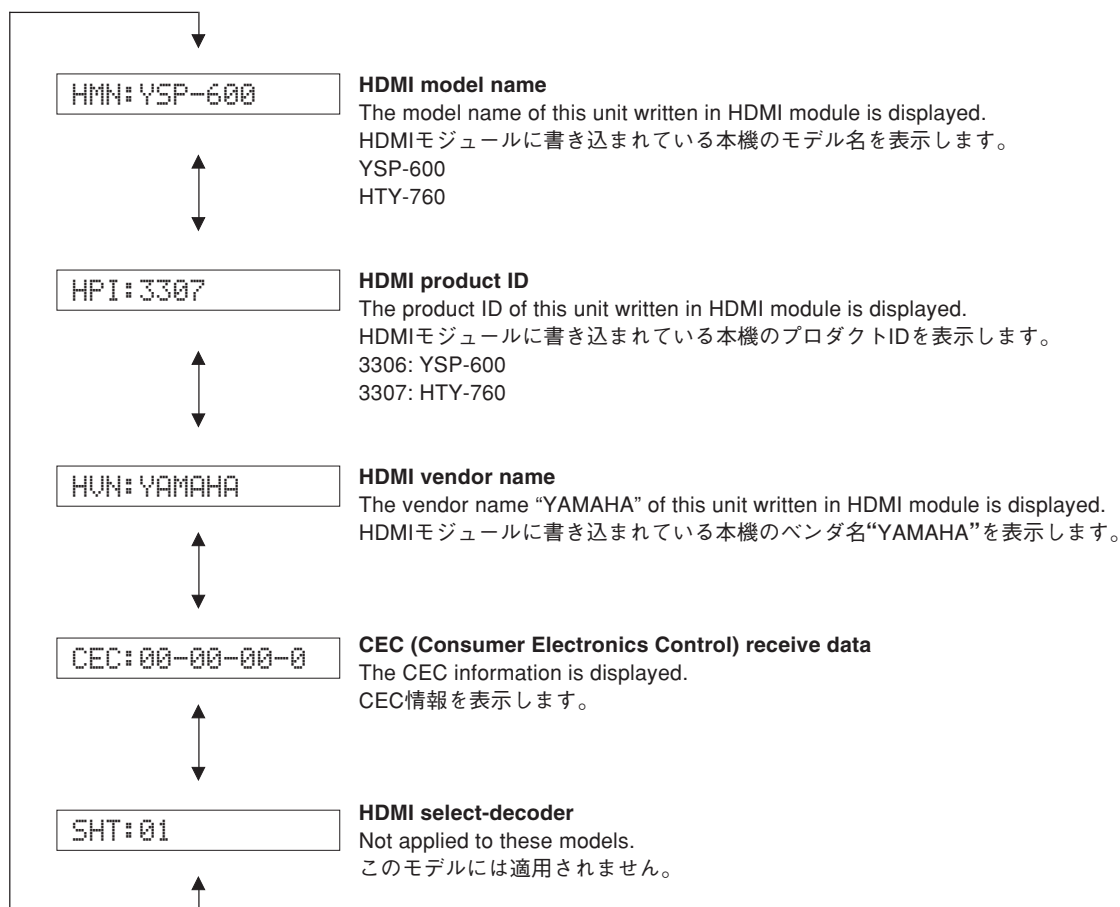 HMN:YSP-600
HDMI model name
The model name of this unit written in HDMI module is displayed.
HDMIモジュールに書き込まれている本機のモデル名を表示します。
YSP-600
HTY-760
HPI:3307
HDMI product ID
The product ID of this unit written in HDMI module is displayed.
HDMIモジュールに書き込まれている本機のプロダクトIDを表示します。
3306: YSP-600
3307: HTY-760
HVN:YAMAHA
HDMI vendor name
The vendor name “YAMAHA” of this unit written in HDMI module is displayed.
HDMIモジュールに書き込まれている本機のベンダ名“YAMAHA”を表示します。
CEC:00-00-00-0
CEC (Consumer Electronics Control) receive data
The CEC information is displayed.
CEC情報を表示します。
SHT:01
HDMI select-decoder
Not applied to these models.
このモデルには適用されません。